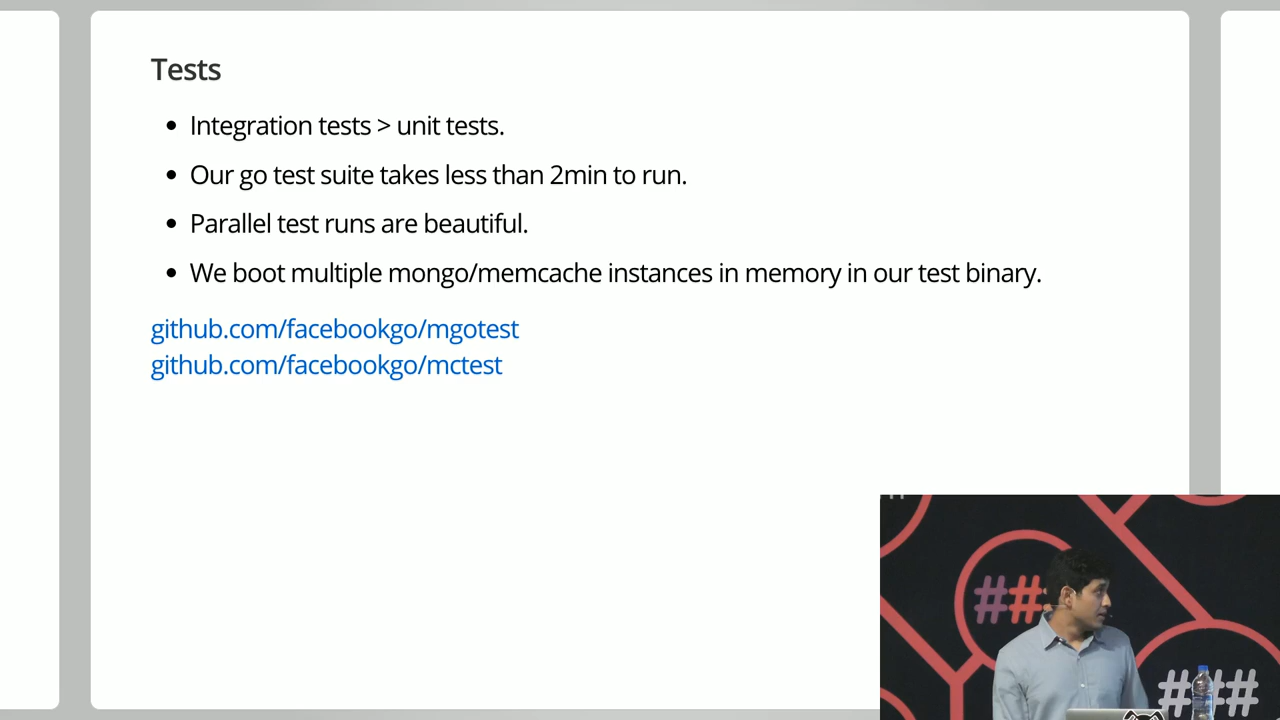 Tests
Integration tests > unit tests.
Our go test suite takes less than 2min to run.
Parallel test runs are beautiful.
We boot multiple mongo/memcache instances in memory in our test binary.
github.com/facebookgo/mgotest
github.com/facebookgo/mctest
##
###